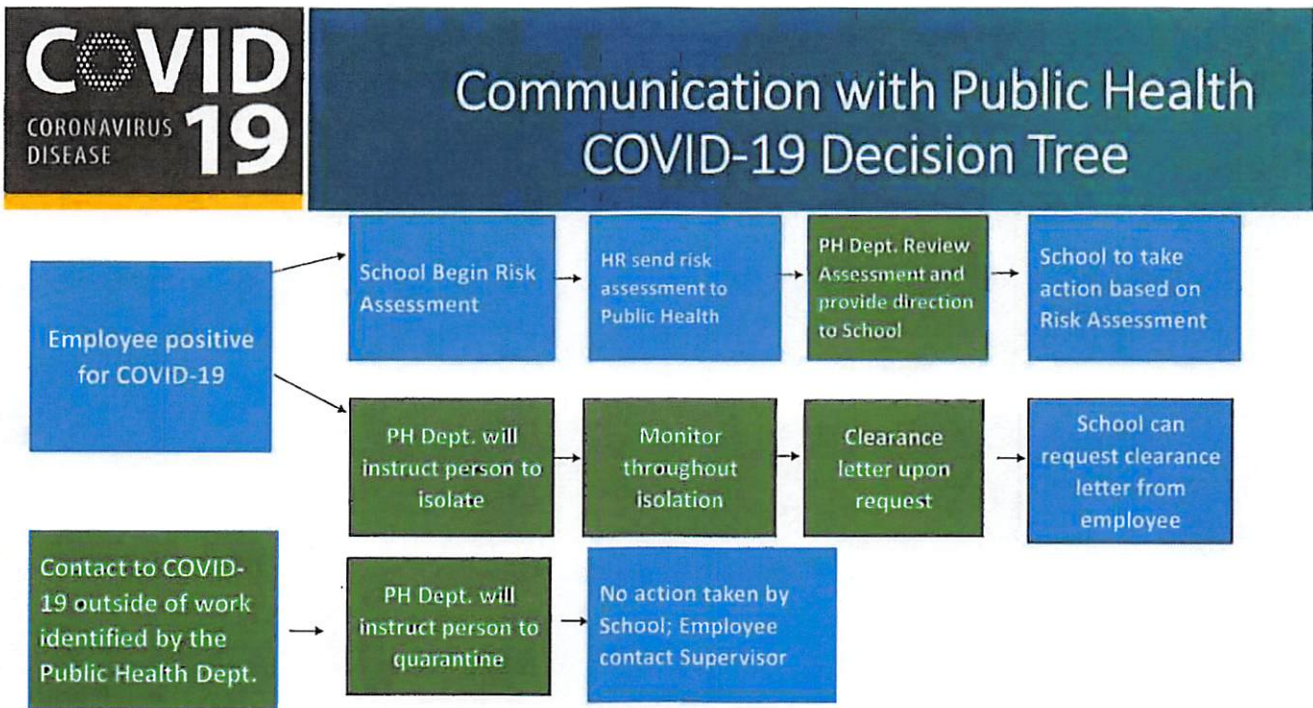 COVID
CORONAVIRUS
DISEASE
19
Communication with Public Health
COVID-19 Decision Tree
Employee positive
for COVID-19
School Begin Risk
Assessment
HR send risk
assessment to
Public Health
PH Dept. Review
Assessment and
provide direction
to School
School to take
action based on
Risk Assessment
PH Dept. will
instruct person to
isolate
Monitor
throughout
isolation
Clearance
letter upon
request
School can
request clearance
letter from
employee
Contact to COVID-
19 outside of work
identified by the
Public Health Dept.
PH Dept. will
instruct person to
quarantine
No action taken by
School; Employee
contact Supervisor